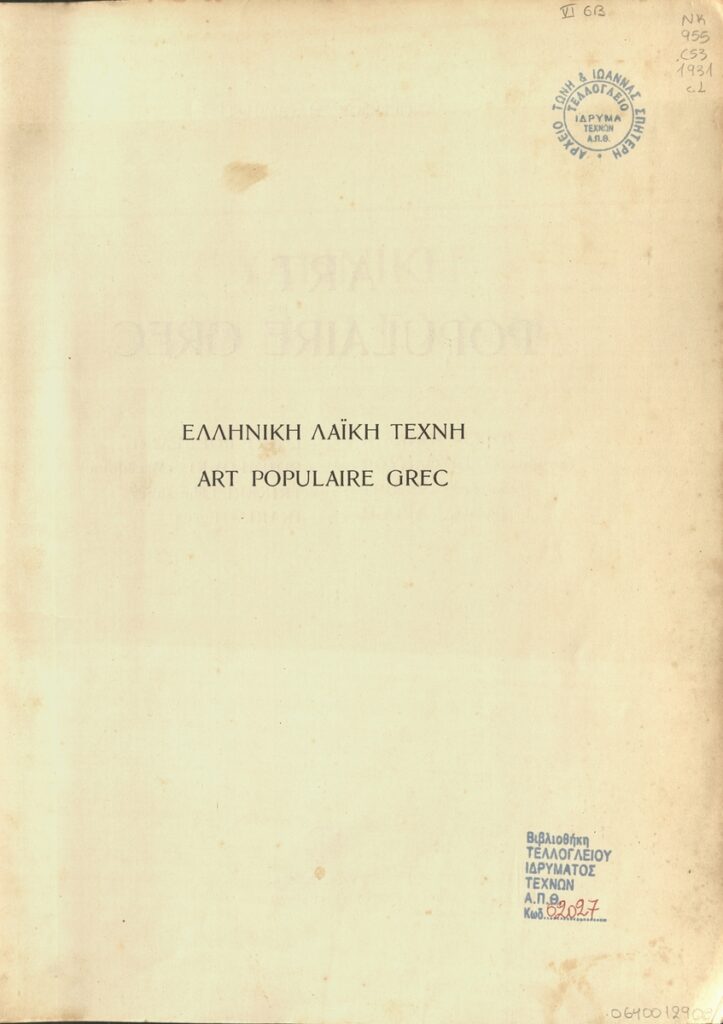 VI 6B
NK
955
.C53
1931
c.1
ΑΡΧΕΙΟ ΤΩΝΗ & ΙΩΑΝΝΑΣ ΣΠΗΤΕΡΗ
ΤΕΛΛΟΓΛΕΙΟ
ΙΔΡΥΜΑ
ΤΕΧΝΩΝ
Α.Π.Θ.
ΕΛΛΗΝΙΚΗ ΛΑΪΚΗ ΤΕΧΝΗ
ART POPULAIRE GREC
Βιβλιοθήκη
ΤΕΛΛΟΓΛΕΙΟΥ
ΙΔΡΥΜΑΤΟΣ
ΤΕΧΝΩΝ
Α.Π.Θ.
Κωδ. 02027